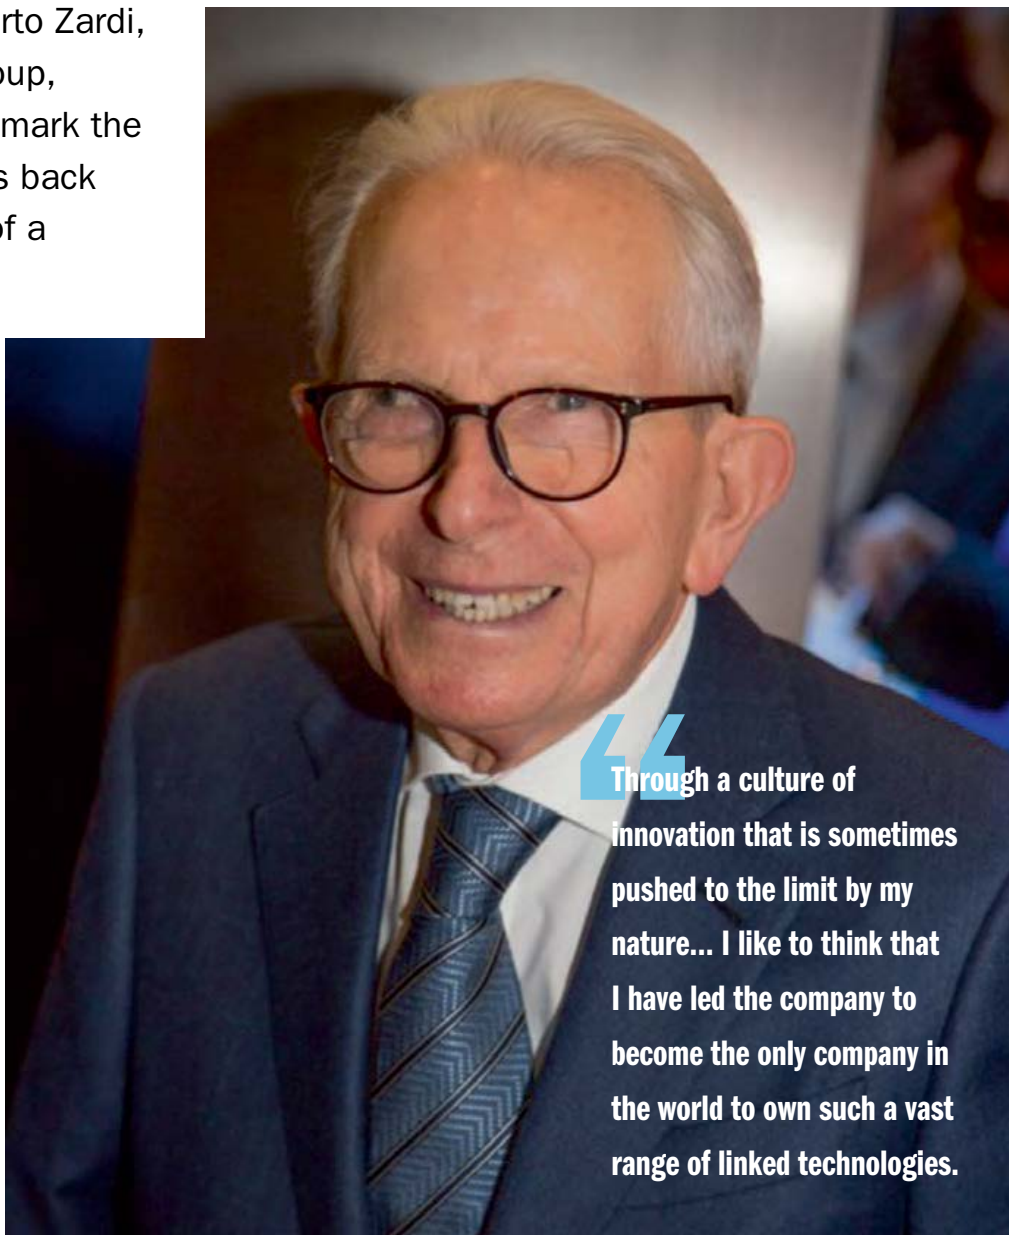 rto Zardi,
oup,
mark the
s back
of a
“
Through a culture of
innovation that is sometimes
pushed to the limit by my
nature... I like to think that
I have led the company to
become the only company in
the world to own such a vast
range of linked technologies.